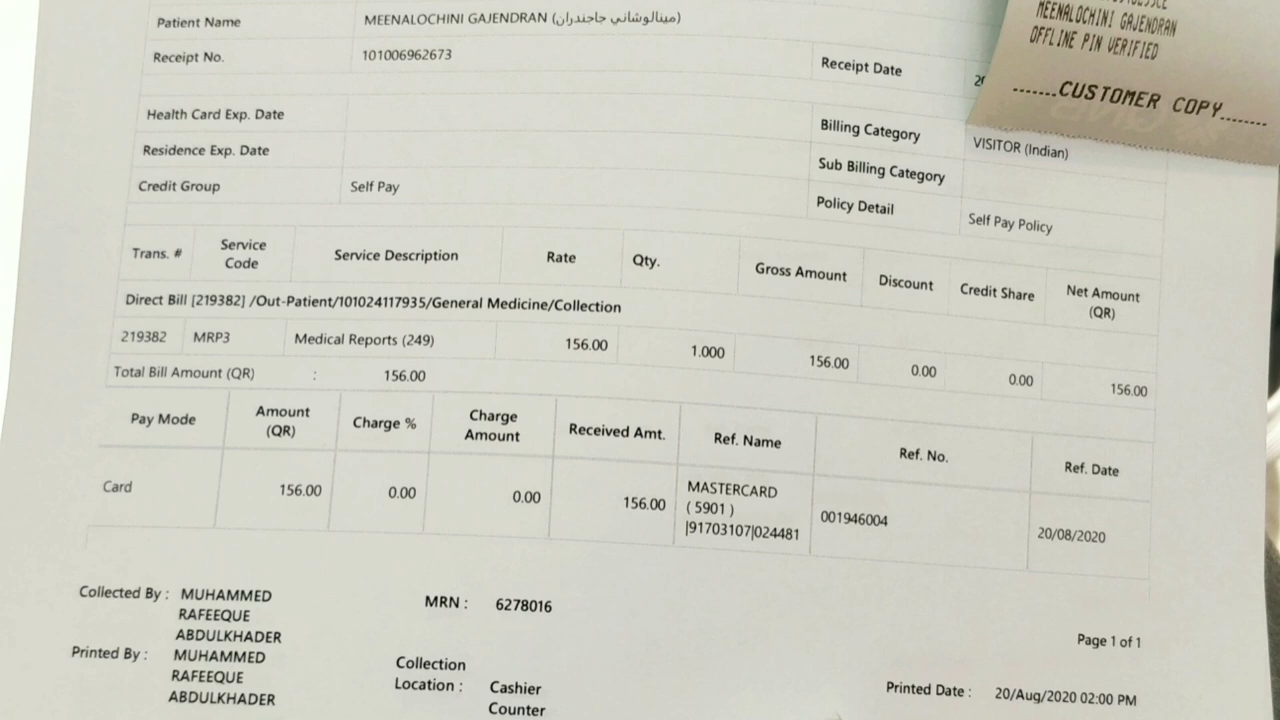 MEENALOCHINI GAJENDRAN
OFFLINE PIN VERIFIED
.......CUSTOMER COPY........
Patient Name MEENALOCHINI GAJENDRAN (مينالوشاني جاجندران)
Receipt No. 101006962673 Receipt Date
Health Card Exp. Date Billing Category VISITOR (Indian)
Residence Exp. Date Sub Billing Category
Credit Group Self Pay Policy Detail Self Pay Policy
Trans. # Service Code Service Description Rate Qty. Gross Amount Discount Credit Share Net Amount (QR)
Direct Bill [219382] /Out-Patient/101024117935/General Medicine/Collection
219382 MRP3 Medical Reports (249) 156.00 1.000 156.00 0.00 0.00 156.00
Total Bill Amount (QR) : 156.00
Pay Mode Amount (QR) Charge % Charge Amount Received Amt. Ref. Name Ref. No. Ref. Date
Card 156.00 0.00 0.00 156.00 MASTERCARD ( 5901 ) |91703107|024481 001946004 20/08/2020
Collected By : MUHAMMED RAFEEQUE ABDULKHADER MRN : 6278016
Page 1 of 1
Printed By : MUHAMMED RAFEEQUE ABDULKHADER Collection Location : Cashier Counter
Printed Date : 20/Aug/2020 02:00 PM